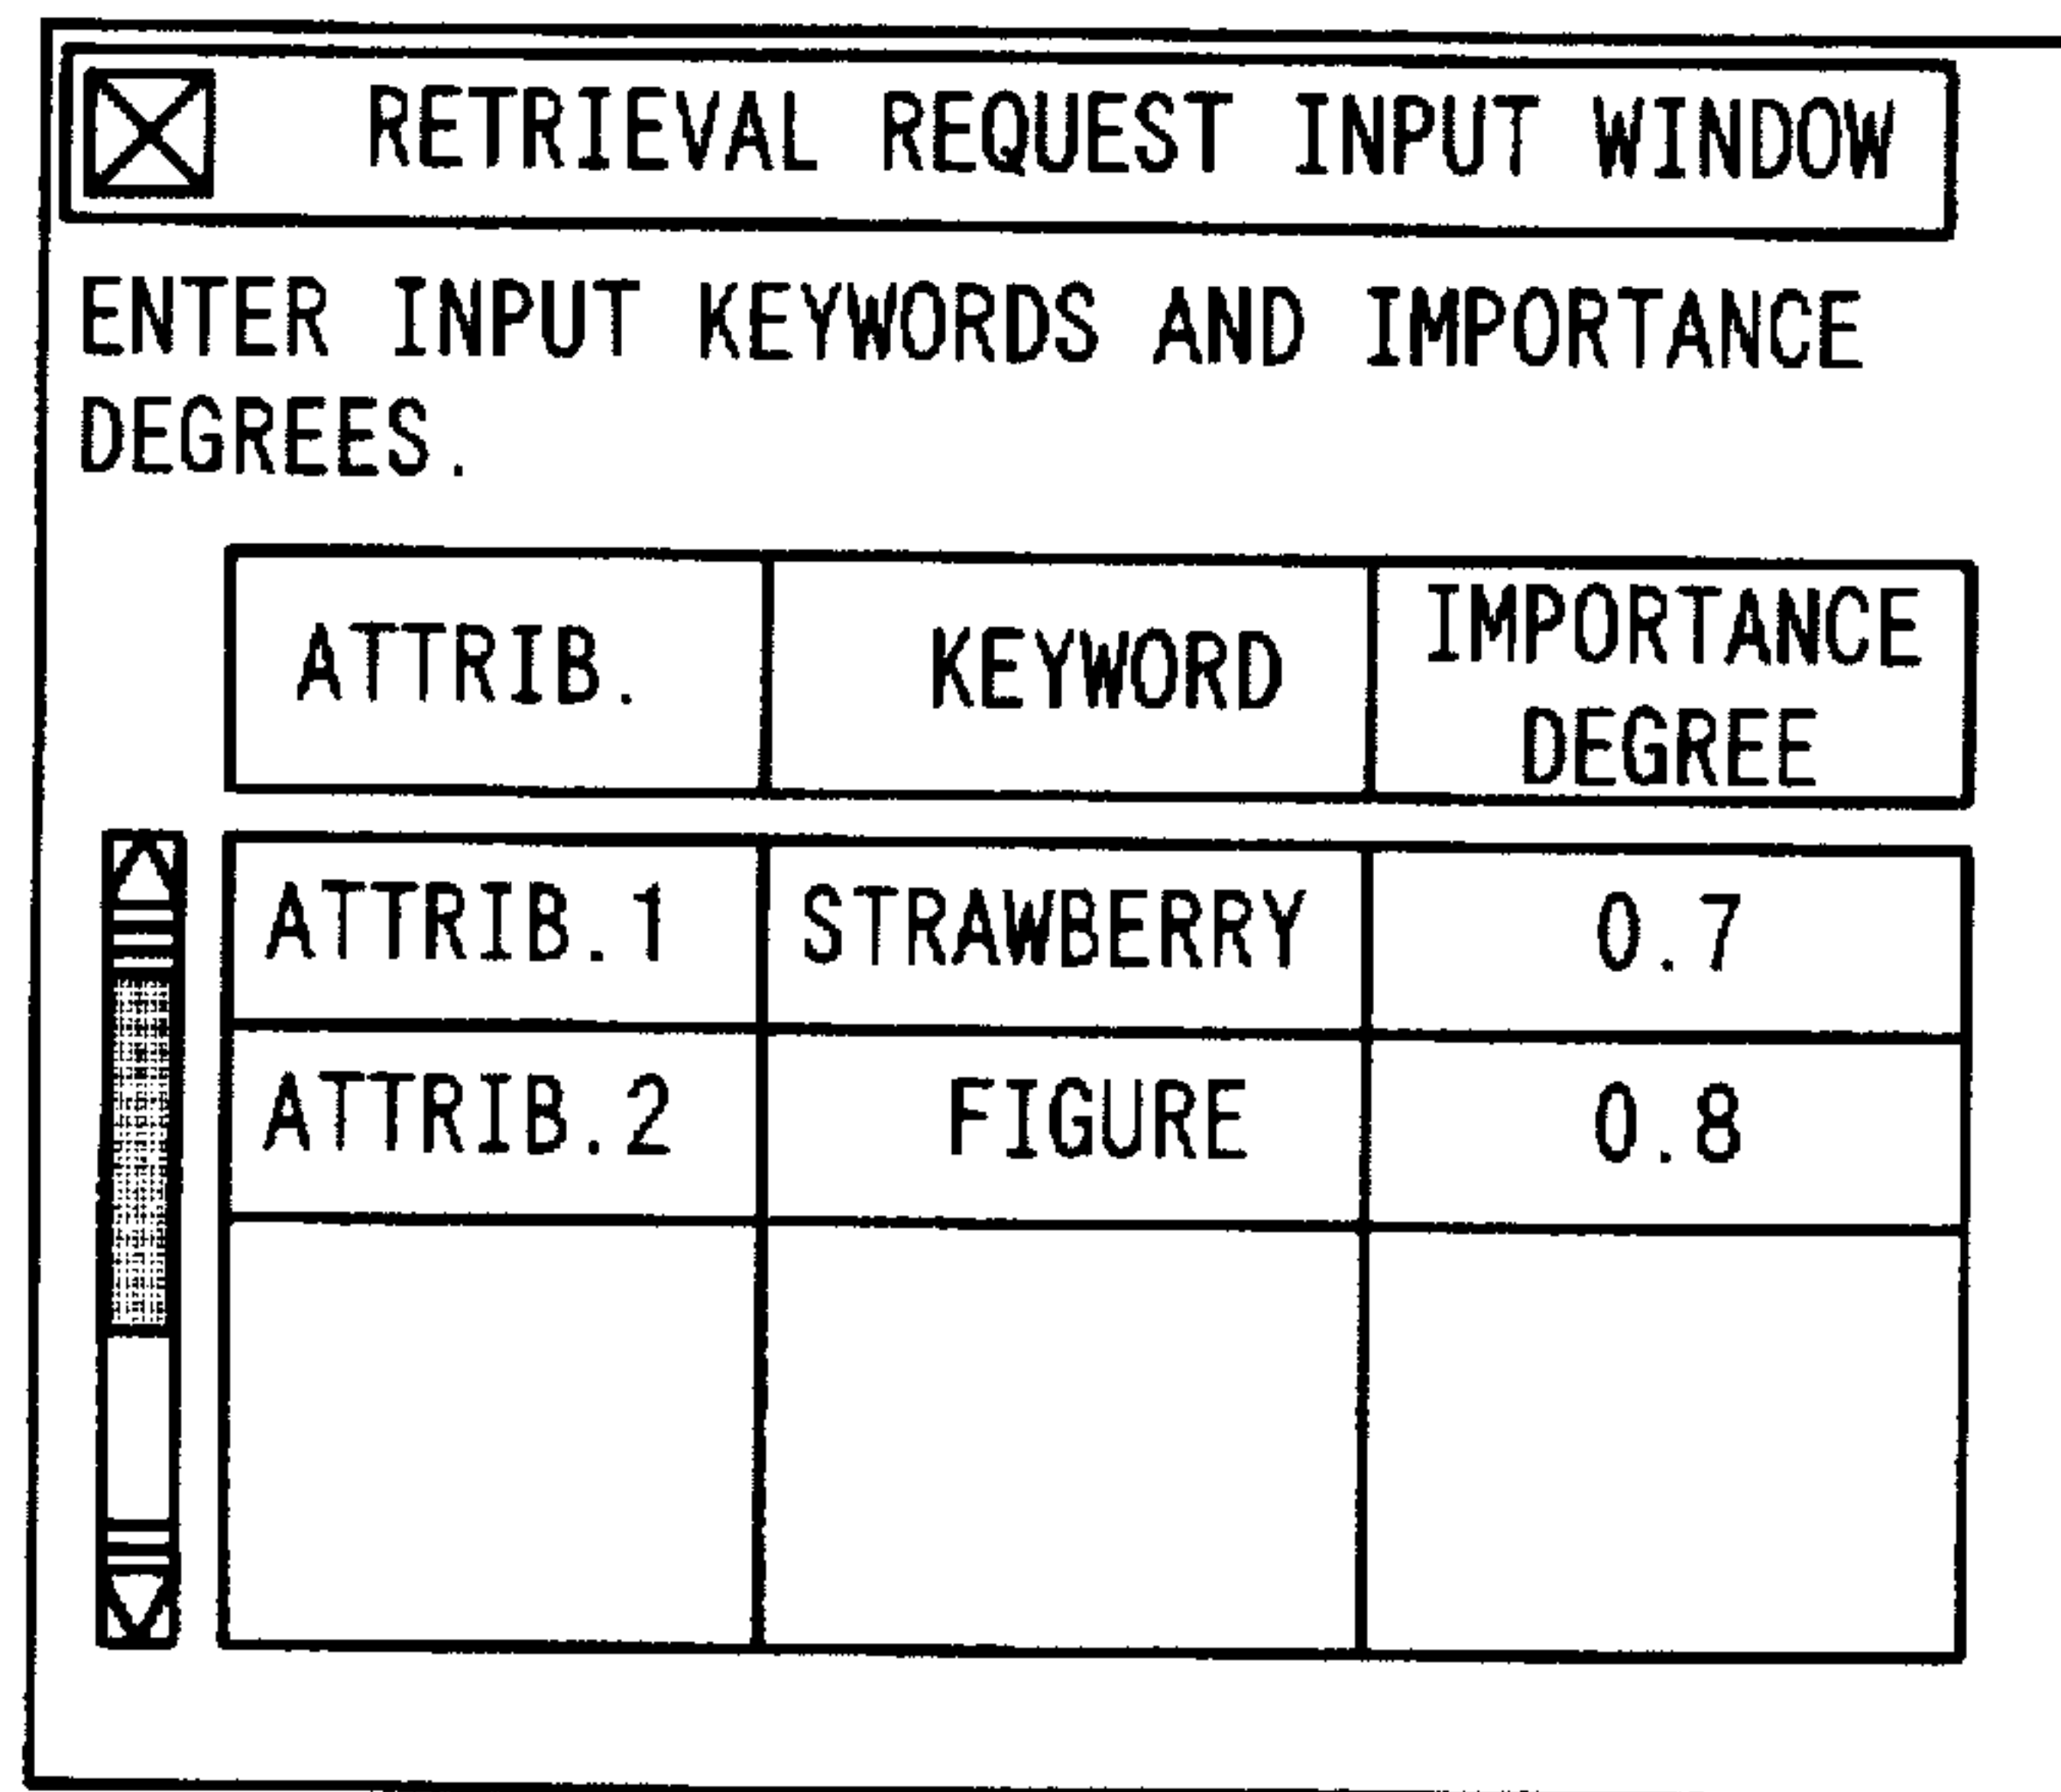 RETRIEVAL REQUEST INPUT WINDOW
ENTER INPUT KEYWORDS AND IMPORTANCE
DEGREES.
ATTRIB. KEYWORD IMPORTANCE DEGREE
ATTRIB.1 STRAWBERRY 0.7
ATTRIB.2 FIGURE 0.8